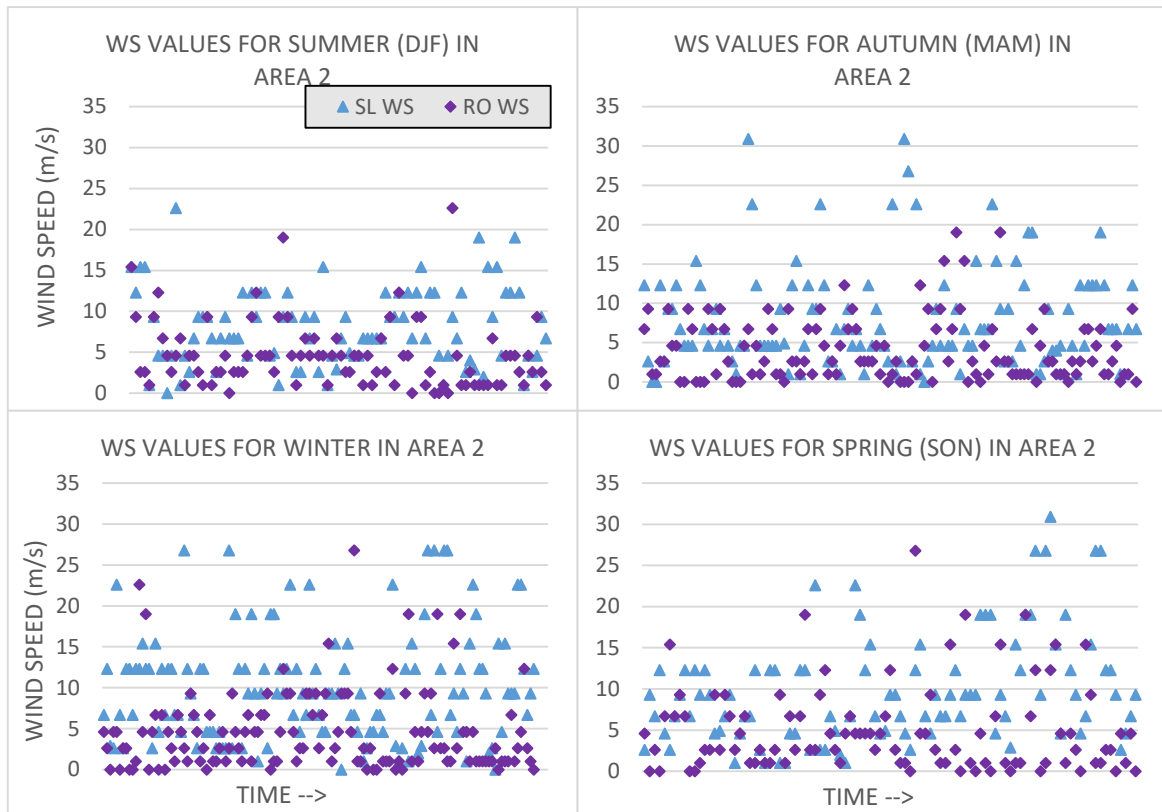 WS VALUES FOR SUMMER (DJF) IN
AREA 2
SL WS
RO WS
35
30
25
20
15
10
5
0
WIND SPEED (m/s)
WS VALUES FOR AUTUMN (MAM) IN
AREA 2
35
30
25
20
15
10
5
0
WS VALUES FOR WINTER IN AREA 2
35
30
25
20
15
10
5
0
WIND SPEED (m/s)
TIME -->
WS VALUES FOR SPRING (SON) IN AREA 2
35
30
25
20
15
10
5
0
TIME -->